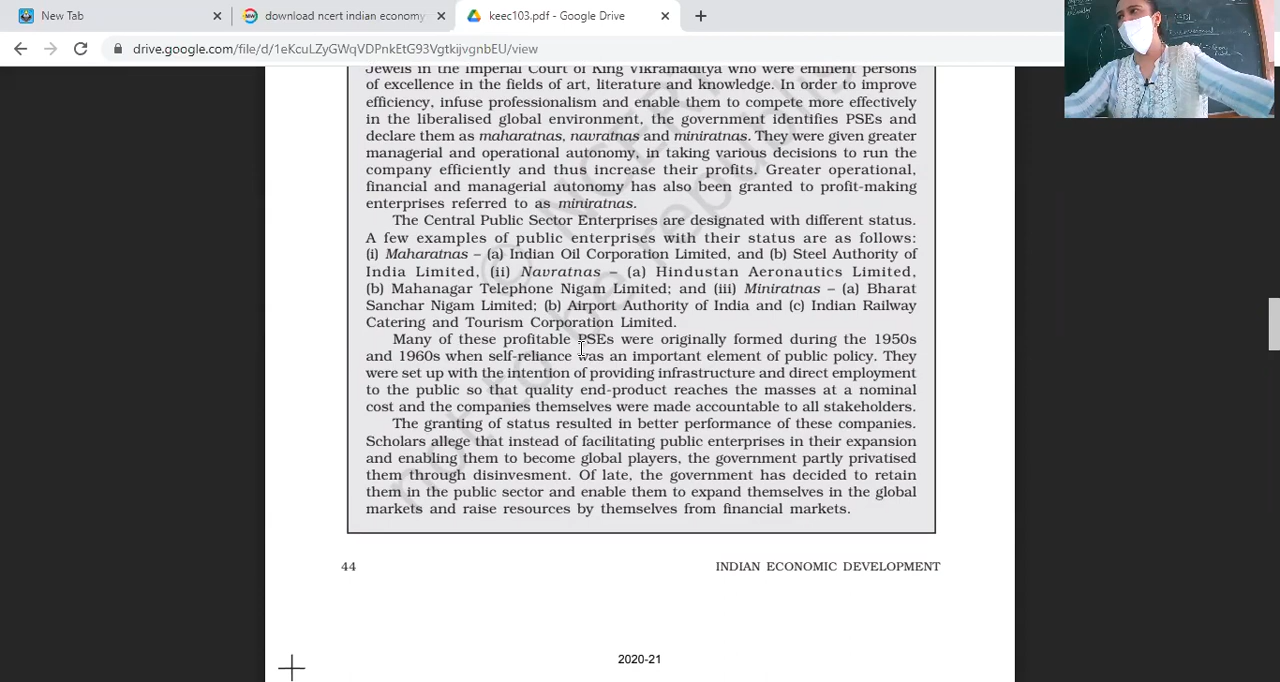 New Tab
download ncert indian economy
keec103.pdf - Google Drive
drive.google.com/file/d/1eKcuLZyGWqVDPnkEtG93VgtkijvgnbEU/view
Jewels in the Imperial Court of King Vikramaditya who were eminent persons
of excellence in the fields of art, literature and knowledge. In order to improve
efficiency, infuse professionalism and enable them to compete more effectively
in the liberalised global environment, the government identifies PSEs and
declare them as maharatnas, navratnas and miniratnas. They were given greater
managerial and operational autonomy, in taking various decisions to run the
company efficiently and thus increase their profits. Greater operational,
financial and managerial autonomy has also been granted to profit-making
enterprises referred to as miniratnas.
The Central Public Sector Enterprises are designated with different status.
A few examples of public enterprises with their status are as follows:
(i) Maharatnas – (a) Indian Oil Corporation Limited, and (b) Steel Authority of
India Limited, (ii) Navratnas – (a) Hindustan Aeronautics Limited,
(b) Mahanagar Telephone Nigam Limited; and (iii) Miniratnas – (a) Bharat
Sanchar Nigam Limited; (b) Airport Authority of India and (c) Indian Railway
Catering and Tourism Corporation Limited.
Many of these profitable PSEs were originally formed during the 1950s
and 1960s when self-reliance was an important element of public policy. They
were set up with the intention of providing infrastructure and direct employment
to the public so that quality end-product reaches the masses at a nominal
cost and the companies themselves were made accountable to all stakeholders.
The granting of status resulted in better performance of these companies.
Scholars allege that instead of facilitating public enterprises in their expansion
and enabling them to become global players, the government partly privatised
them through disinvesment. Of late, the government has decided to retain
them in the public sector and enable them to expand themselves in the global
markets and raise resources by themselves from financial markets.
© NCERT
not to be republis
44
INDIAN ECONOMIC DEVELOPMENT
2020-21